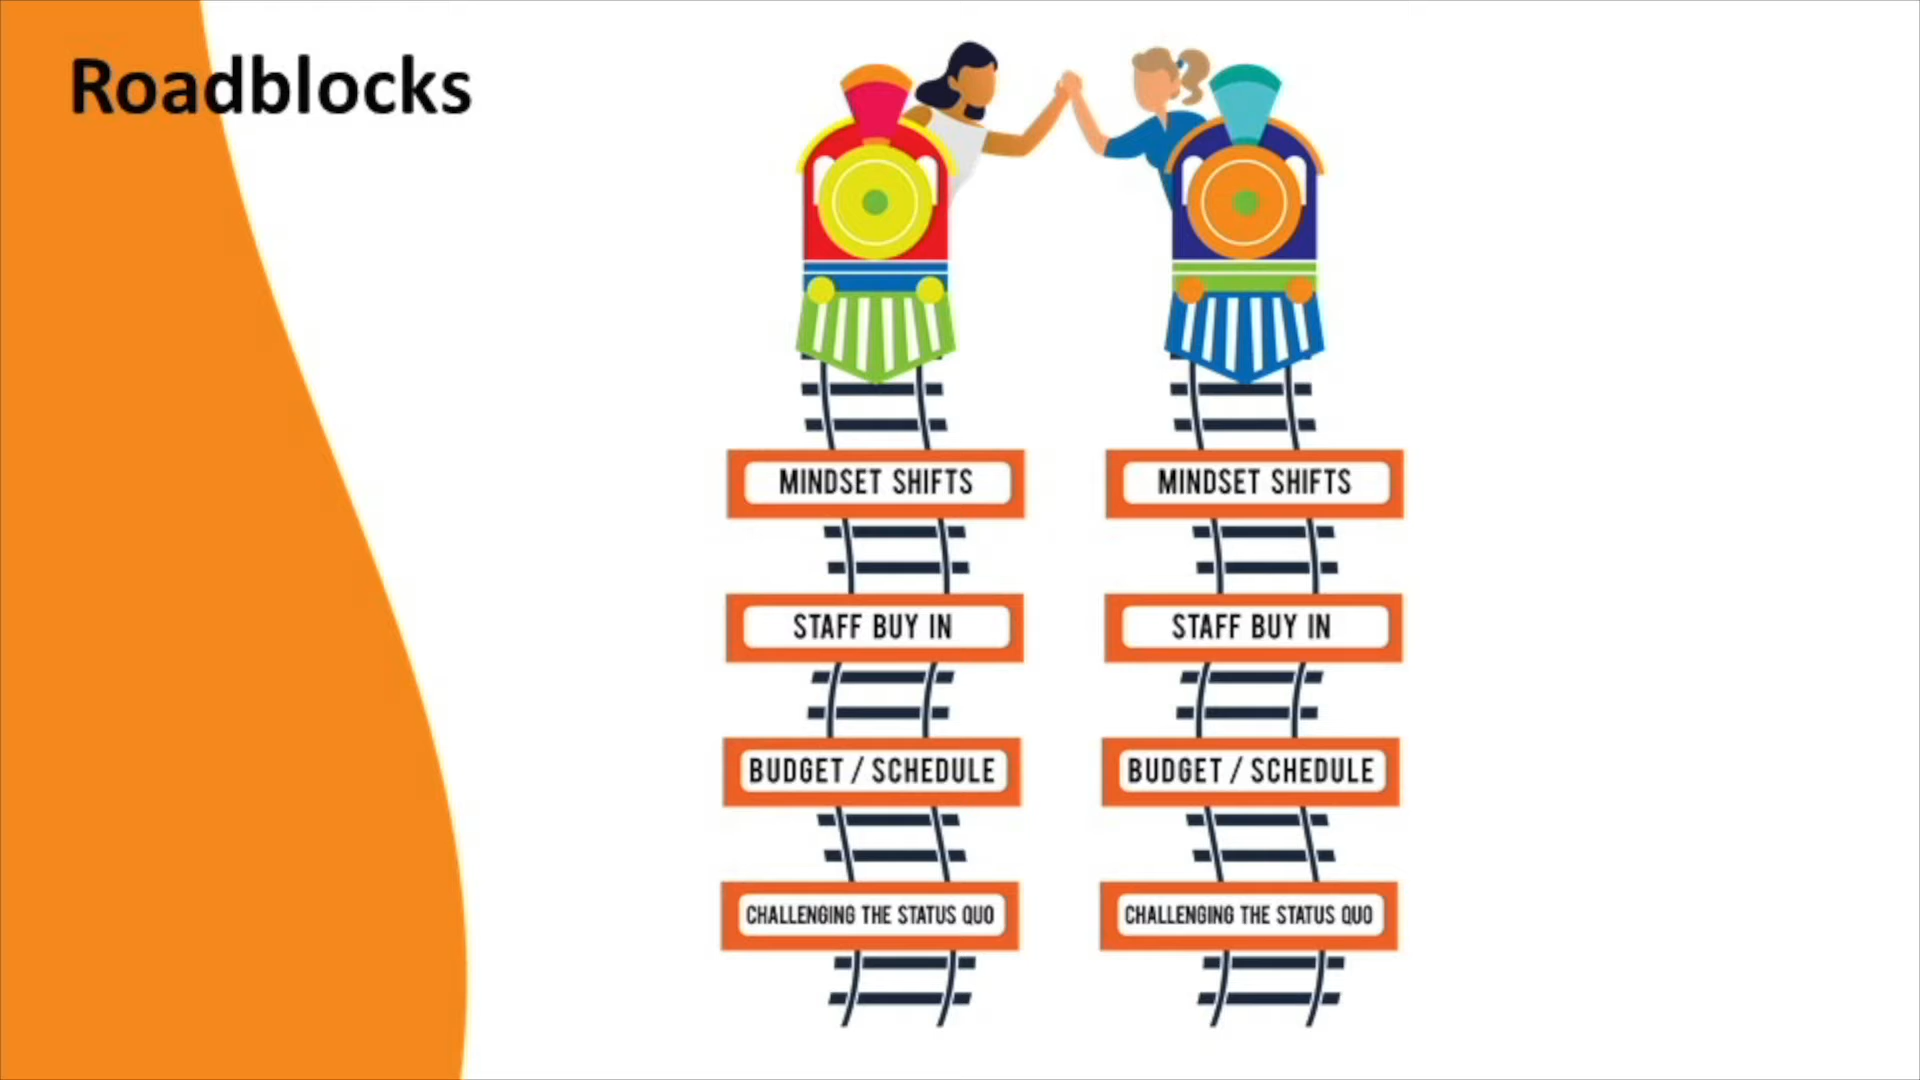 Roadblocks
MINDSET SHIFTS
MINDSET SHIFTS
STAFF BUY IN
STAFF BUY IN
BUDGET / SCHEDULE
BUDGET / SCHEDULE
CHALLENGING THE STATUS QUO
CHALLENGING THE STATUS QUO